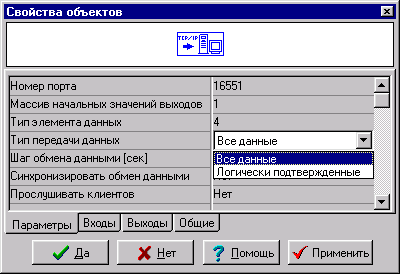 Свойства объектов
TCP/IP
Номер порта 16551
Массив начальных значений выходов 1
Тип элемента данных 4
Тип передачи данных Все данные
Шаг обмена данными [сек] Все данные
Синхронизировать обмен данными Логически подтвержденные
Прослушивать клиентов Нет
Параметры Входы Выходы Общие
Да Нет Помощь Применить